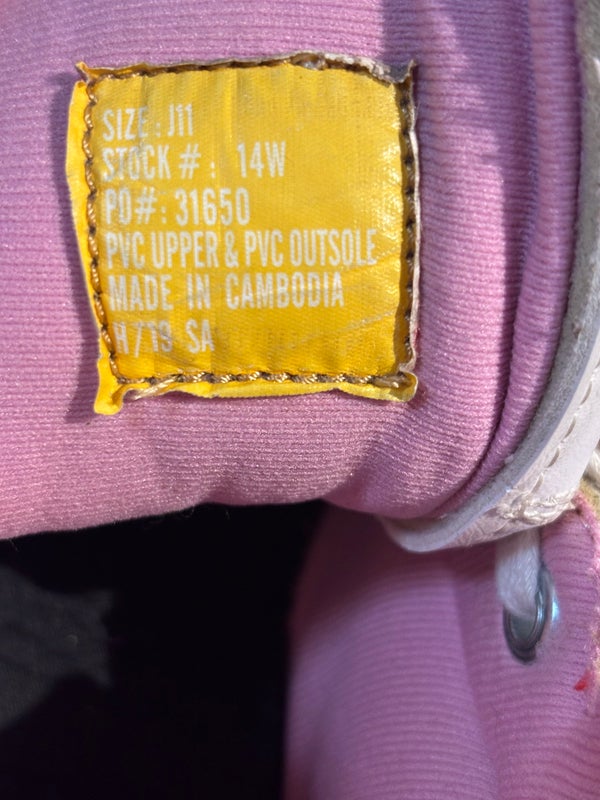 SIZE : J11
STOCK # : 14W
PO# : 31650
PVC UPPER & PVC OUTSOLE
MADE IN CAMBODIA
H / 19 SA